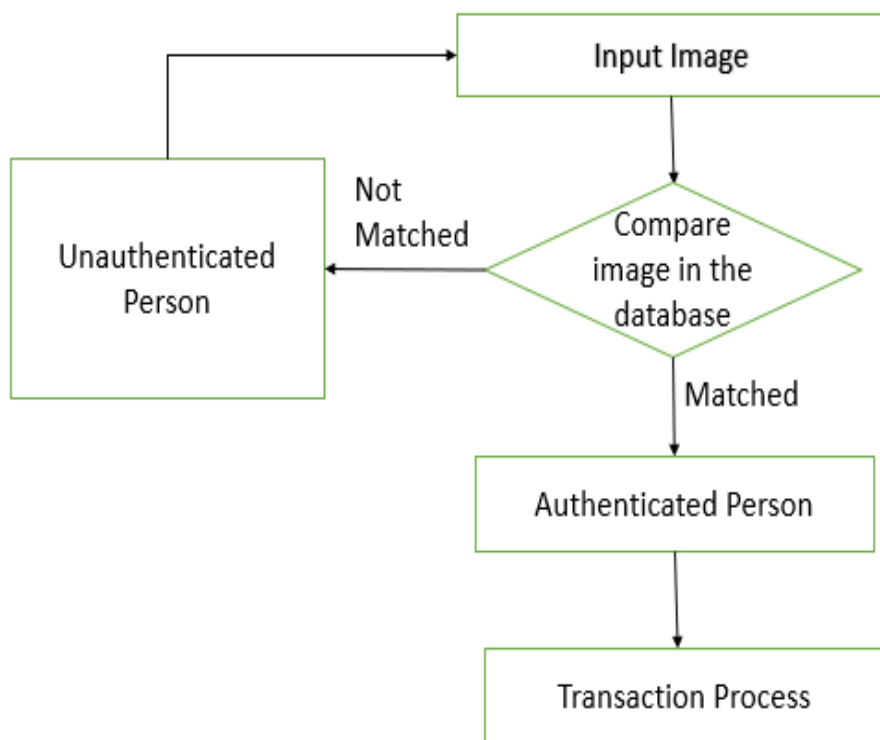 Input Image
Not
Matched
Compare
image in the
database
Unauthenticated
Person
Matched
Authenticated Person
Transaction Process